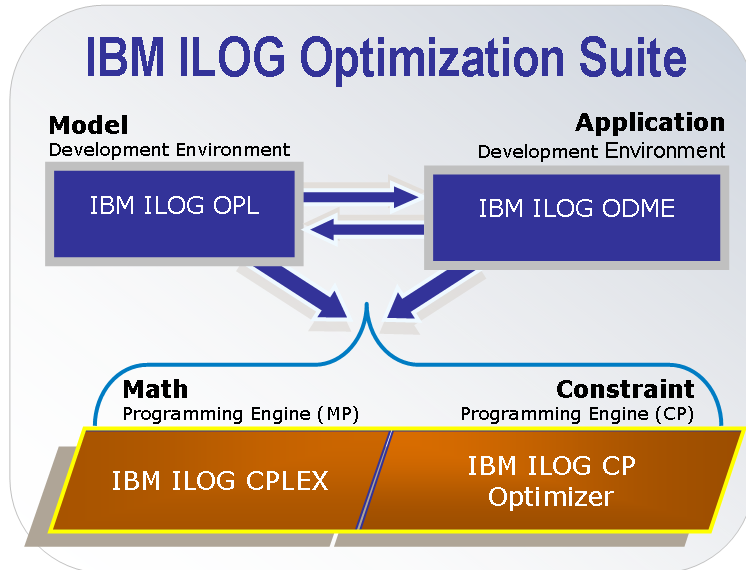 IBM ILOG Optimization Suite
Model
Development Environment
Application
Development Environment
IBM ILOG OPL
IBM ILOG ODME
Math
Programming Engine (MP)
Constraint
Programming Engine (CP)
IBM ILOG CPLEX
IBM ILOG CP
Optimizer